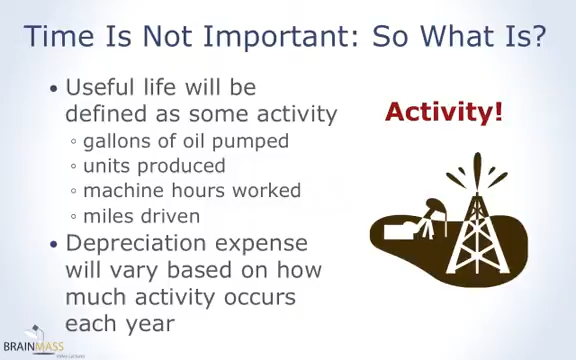 Time Is Not Important: So What Is?
• Useful life will be
defined as some activity
◦ gallons of oil pumped
◦ units produced
◦ machine hours worked
◦ miles driven
• Depreciation expense
will vary based on how
much activity occurs
each year
Activity!
BRAINMASS